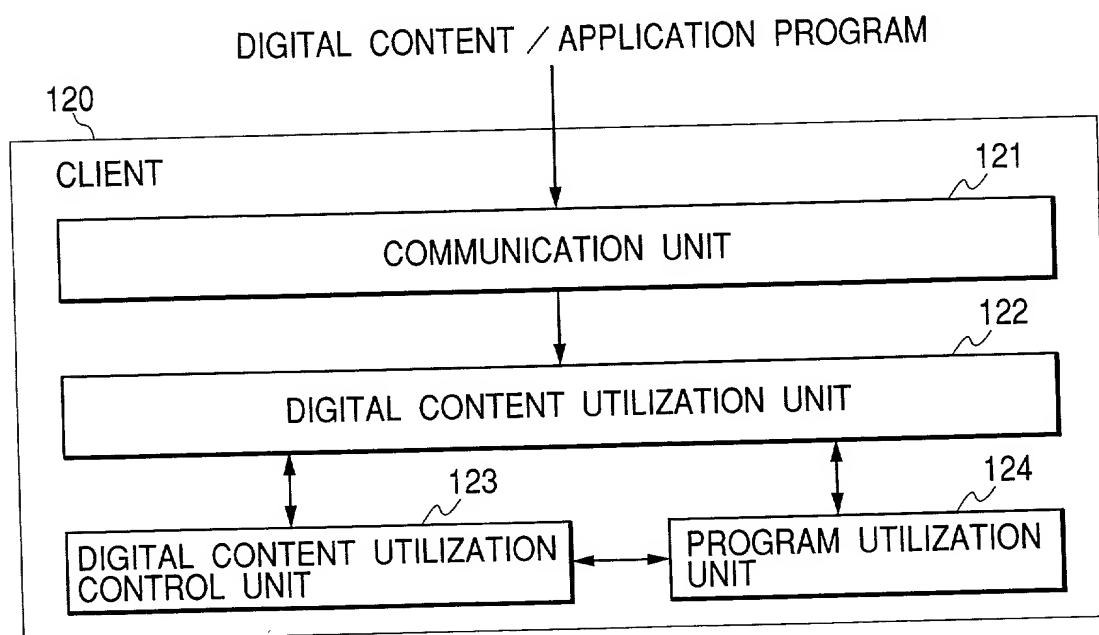 DIGITAL CONTENT / APPLICATION PROGRAM
120
CLIENT
121
COMMUNICATION UNIT
122
DIGITAL CONTENT UTILIZATION UNIT
123
DIGITAL CONTENT UTILIZATION
CONTROL UNIT
124
PROGRAM UTILIZATION
UNIT